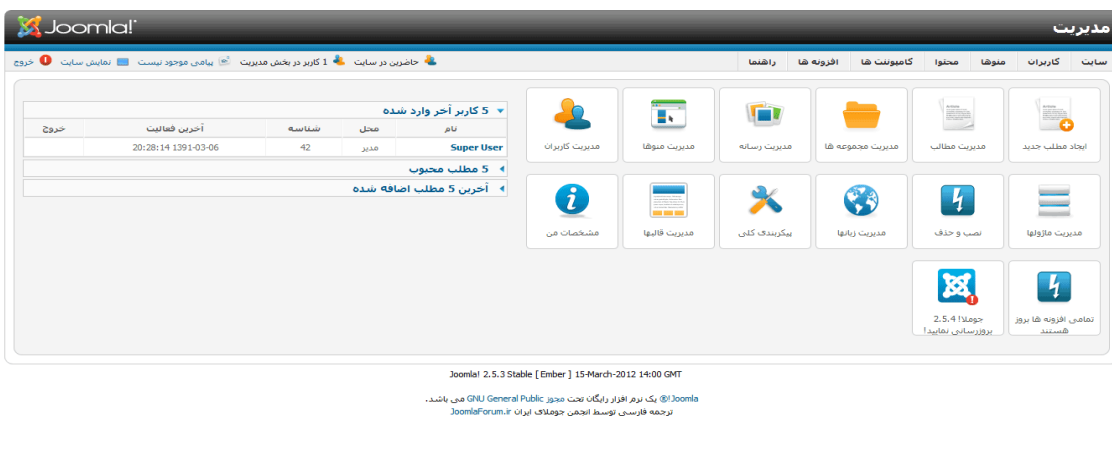 Joomla!
مدیریت
سایت کاربران منوها محتوا کامپوننت ها افزونه ها راهنما
حاضرین در سایت 1 کاربر در بخش مدیریت پیامی موجود نیست نمایش سایت خروج
ایجاد مطلب جدید
مدیریت مطالب
مدیریت مجموعه ها
مدیریت رسانه
مدیریت منوها
مدیریت کاربران
مدیریت ماژولها
نصب و حذف
مدیریت زبانها
پیکربندی کلی
مدیریت قالبها
مشخصات من
تمامی افزونه ها بروز
هستند
جوملا! 2.5.4
بروزرسانی نمایید!
5 کاربر آخر وارد شده
نام محل شناسه آخرین فعالیت خروج
Super User مدیر 42 1391-03-06 20:28:14
5 مطلب محبوب
آخرین 5 مطلب اضافه شده
Joomla! 2.5.3 Stable [ Ember ] 15-March-2012 14:00 GMT
Joomla!® یک نرم افزار رایگان تحت مجوز GNU General Public می باشد.
ترجمه فارسی توسط انجمن جوملای ایران JoomlaForum.ir